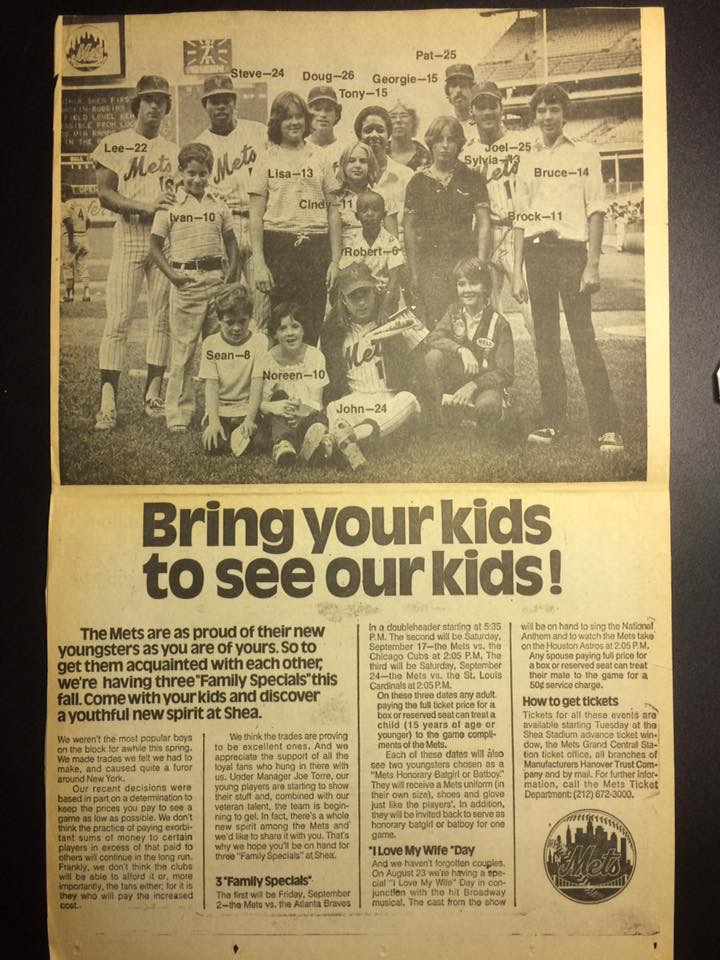 Mets
Pat—25
Steve—24
Doug—26
Georgie—15
Tony—15
Lee—22
Mets
Mets
Joel—25
Sylvia—13
Lisa—13
Bruce—14
Ivan—10
Cindy—11
Brock—11
Robert—6
Sean—8
Noreen—10
John—24
Bring your kids
to see our kids!
The Mets are as proud of their new
youngsters as you are of yours. So to
get them acquainted with each other,
we're having three "Family Specials" this
fall. Come with your kids and discover
a youthful new spirit at Shea.
We weren't the most popular boys
on the block for awhile this spring.
We made trades we felt we had to
make, and caused quite a furor
around New York.
Our recent decisions were
based in part on a determination to
keep the prices you pay to see a
game as low as possible. We don't
think the practice of paying exorbi-
tant sums of money to certain
players in excess of that paid to
others will continue in the long run.
Frankly, we don't think the clubs
will be able to afford it or, more
importantly, the fans either; for it is
they who will pay the increased
cost.
We think the trades are proving
to be excellent ones. And we
appreciate the support of all the
loyal fans who hung in there with
us. Under Manager Joe Torre, our
young players are starting to show
their stuff and, combined with our
veteran talent, the team is begin-
ning to gel. In fact, there's a whole
new spirit among the Mets and
we'd like to share it with you. That's
why we hope you'll be on hand for
three "Family Specials" at Shea.
3 "Family Specials"
The first will be Friday, September
2—the Mets vs. the Atlanta Braves
in a doubleheader starting at 5:35
P.M. The second will be Saturday,
September 17—the Mets vs. the
Chicago Cubs at 2:05 P.M. The
third will be Saturday, September
24—the Mets vs. the St. Louis
Cardinals at 2:05 P.M.
On these three dates any adult
paying the full ticket price for a
box or reserved seat can treat a
child (15 years of age or
younger) to the game compli-
ments of the Mets.
Each of these dates will also
see two youngsters chosen as a
"Mets Honorary Batgirl or Batboy."
They will receive a Mets uniform (in
their own size), shoes and glove
just like the players'. In addition,
they will be invited back to serve as
honorary batgirl or batboy for one
game.
"I Love My Wife" Day
And we haven't forgotten couples.
On August 23 we're having a spe-
cial "I Love My Wife" Day in con-
junction with the hit Broadway
musical. The cast from the show
will be on hand to sing the National
Anthem and to watch the Mets take
on the Houston Astros at 2:05 P.M.
Any spouse paying full price for
a box or reserved seat can treat
their mate to the game for a
50¢ service charge.
How to get tickets
Tickets for all these events are
available starting Tuesday at the
Shea Stadium advance ticket win-
dow, the Mets Grand Central Sta-
tion ticket office, all branches of
Manufacturers Hanover Trust Com-
pany and by mail. For further infor-
mation, call the Mets Ticket
Department: (212) 672-3000.
Mets